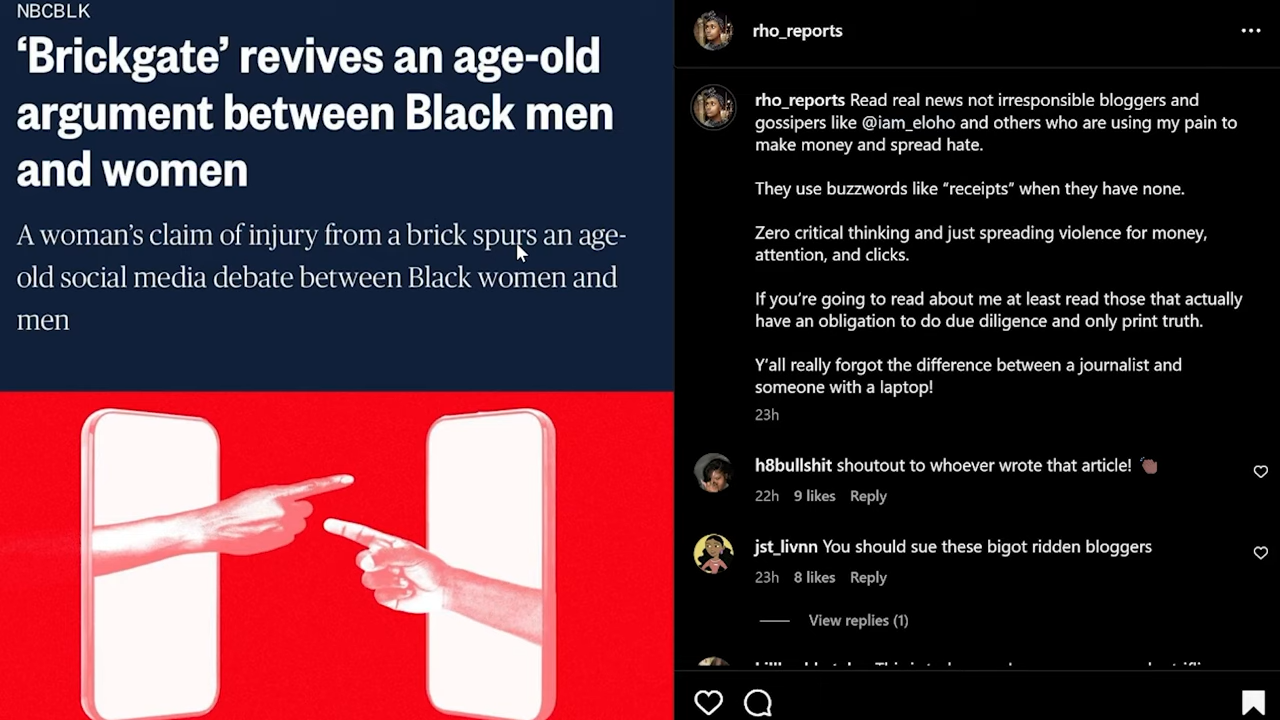 NBCBLK
‘Brickgate’ revives an age-old
argument between Black men
and women
A woman’s claim of injury from a brick spurs an age-
old social media debate between Black women and
men
rho_reports
rho_reports Read real news not irresponsible bloggers and
gossipers like @iam_eloho and others who are using my pain to
make money and spread hate.
They use buzzwords like “receipts” when they have none.
Zero critical thinking and just spreading violence for money,
attention, and clicks.
If you’re going to read about me at least read those that actually
have an obligation to do due diligence and only print truth.
Y’all really forgot the difference between a journalist and
someone with a laptop!
23h
h8bullshit shoutout to whoever wrote that article!
22h 9 likes Reply
jst_livnn You should sue these bigot ridden bloggers
23h 8 likes Reply
View replies (1)